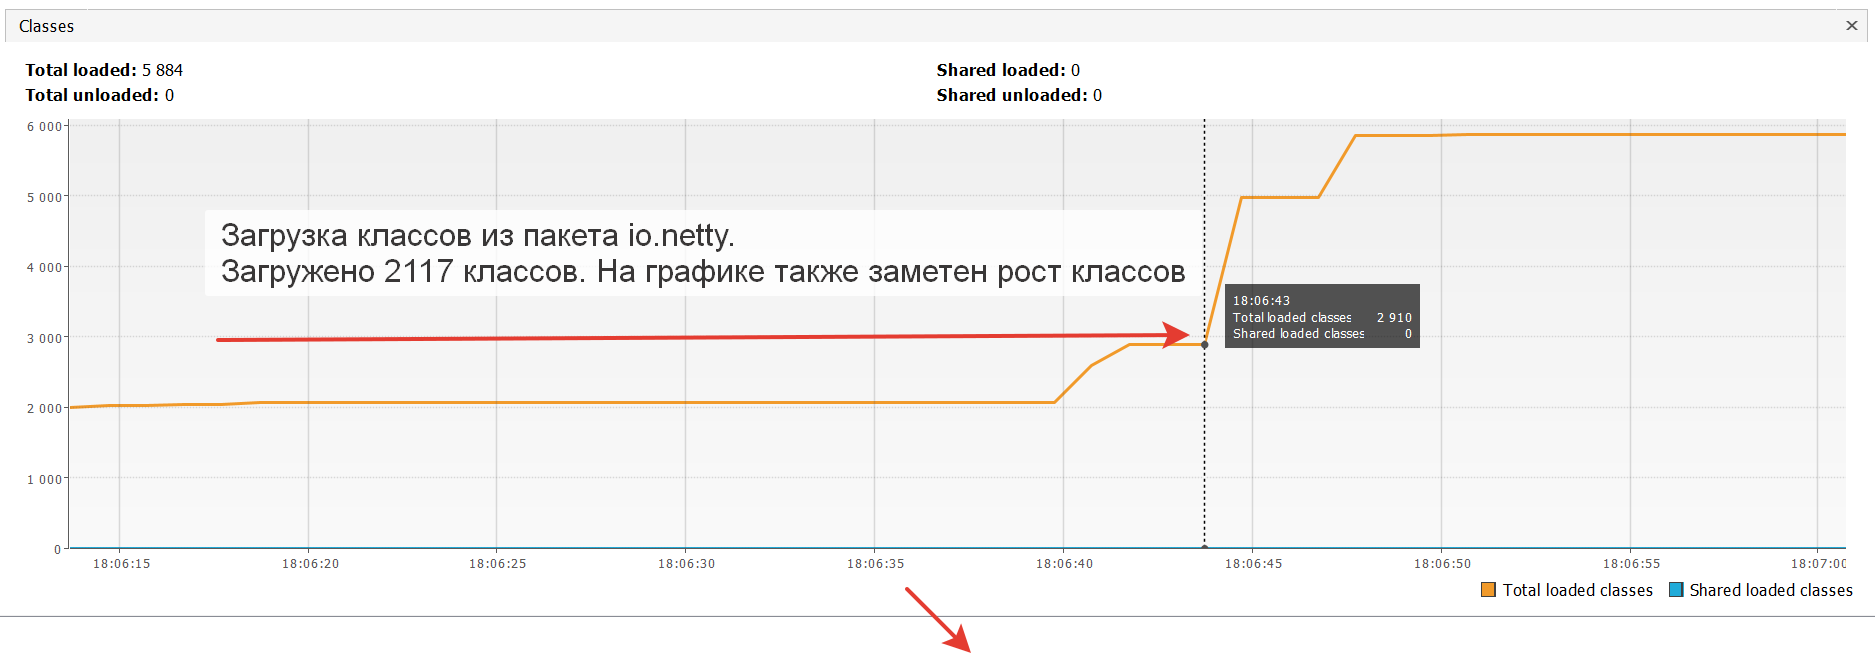 Classes
Total loaded: 5 884
Shared loaded: 0
Total unloaded: 0
Shared unloaded: 0
6 000
5 000
4 000
3 000
2 000
1 000
0
Загрузка классов из пакета io.netty.
Загружено 2117 классов. На графике также заметен рост классов
18:06:43
Total loaded classes 2 910
Shared loaded classes 0
18:06:15 18:06:20 18:06:25 18:06:30 18:06:35 18:06:40 18:06:45 18:06:50 18:06:55 18:07:00
Total loaded classes Shared loaded classes